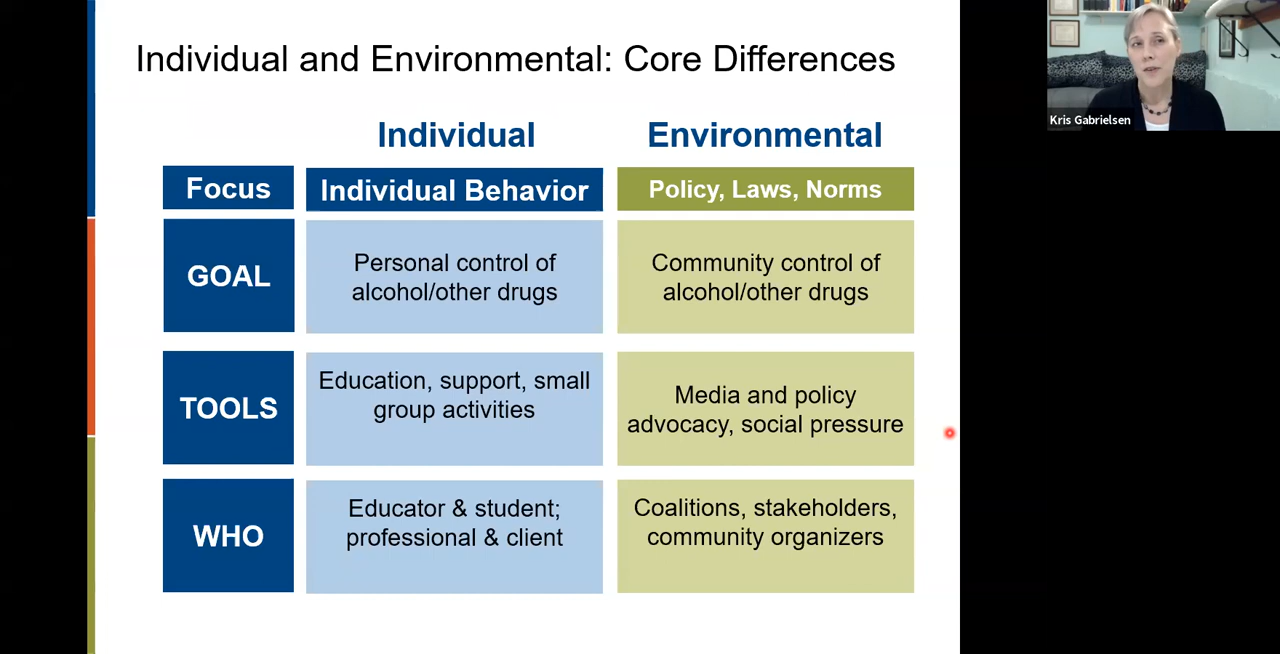 Individual and Environmental: Core Differences
Individual
Environmental
Focus
Individual Behavior
Policy, Laws, Norms
GOAL
Personal control of
alcohol/other drugs
Community control of
alcohol/other drugs
TOOLS
Education, support, small
group activities
Media and policy
advocacy, social pressure
WHO
Educator & student;
professional & client
Coalitions, stakeholders,
community organizers
Kris Gabrielsen